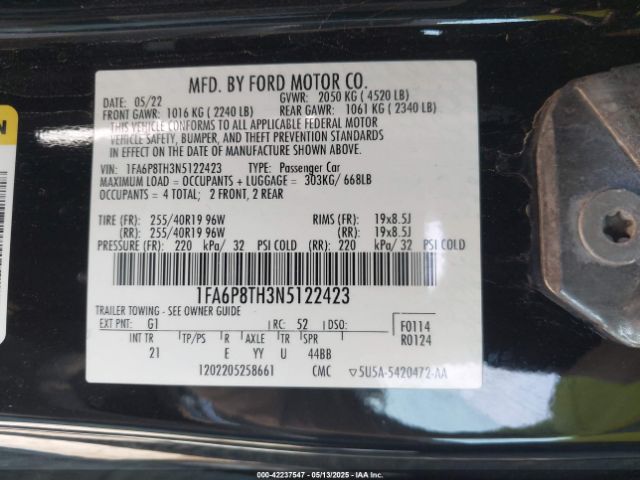 MFD. BY FORD MOTOR CO.
DATE: 05/22 GVWR: 2050 KG ( 4520 LB)
FRONT GAWR: 1016 KG ( 2240 LB) REAR GAWR: 1061 KG ( 2340 LB)
THIS VEHICLE CONFORMS TO ALL APPLICABLE FEDERAL MOTOR
VEHICLE SAFETY, BUMPER, AND THEFT PREVENTION STANDARDS
IN EFFECT ON THE DATE OF MANUFACTURE SHOWN ABOVE.
VIN: 1FA6P8TH3N5122423 TYPE: Passenger Car
MAXIMUM LOAD = OCCUPANTS + LUGGAGE = 303KG/ 668LB
OCCUPANTS = 4 TOTAL; 2 FRONT, 2 REAR
TIRE (FR): 255/40R19 96W RIMS (FR): 19x8.5J
(RR): 255/40R19 96W (RR): 19x8.5J
PRESSURE (FR): 220 kPa/ 32 PSI COLD (RR): 220 kPa/ 32 PSI COLD
1FA6P8TH3N5122423
TRAILER TOWING - SEE OWNER GUIDE
EXT PNT: G1 RC: 52 DSO: F0114
R0124
INT TR TP/PS R AXLE TR SPR
21 E YY U 44BB
1202205258661 CMC 5U5A-5420472-AA
000-42237547 - 05/13/2025 - IAAI.COM